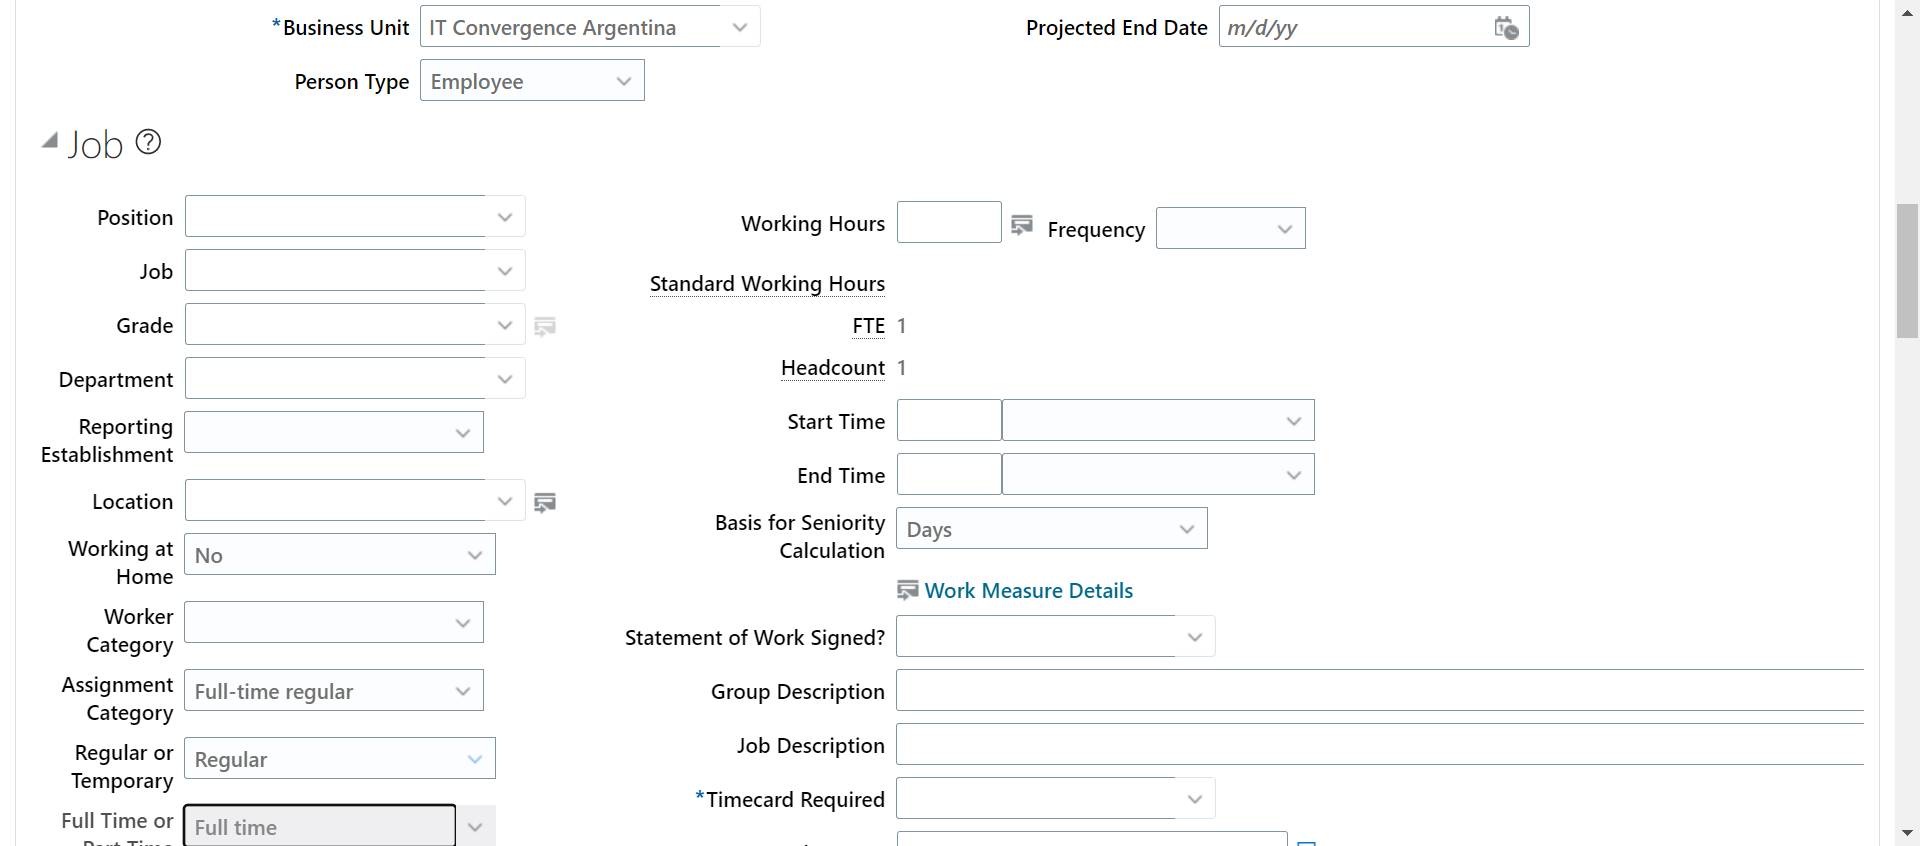 *Business Unit IT Convergence Argentina
Projected End Date m/d/yy
Person Type Employee
Job ?
Position
Job
Grade
Department
Reporting
Establishment
Location
Working at
Home No
Worker
Category
Assignment
Category Full-time regular
Regular or
Temporary Regular
Full Time or
Full time
Working Hours
Frequency
Standard Working Hours
FTE 1
Headcount 1
Start Time
End Time
Basis for Seniority
Calculation Days
Work Measure Details
Statement of Work Signed?
Group Description
Job Description
*Timecard Required